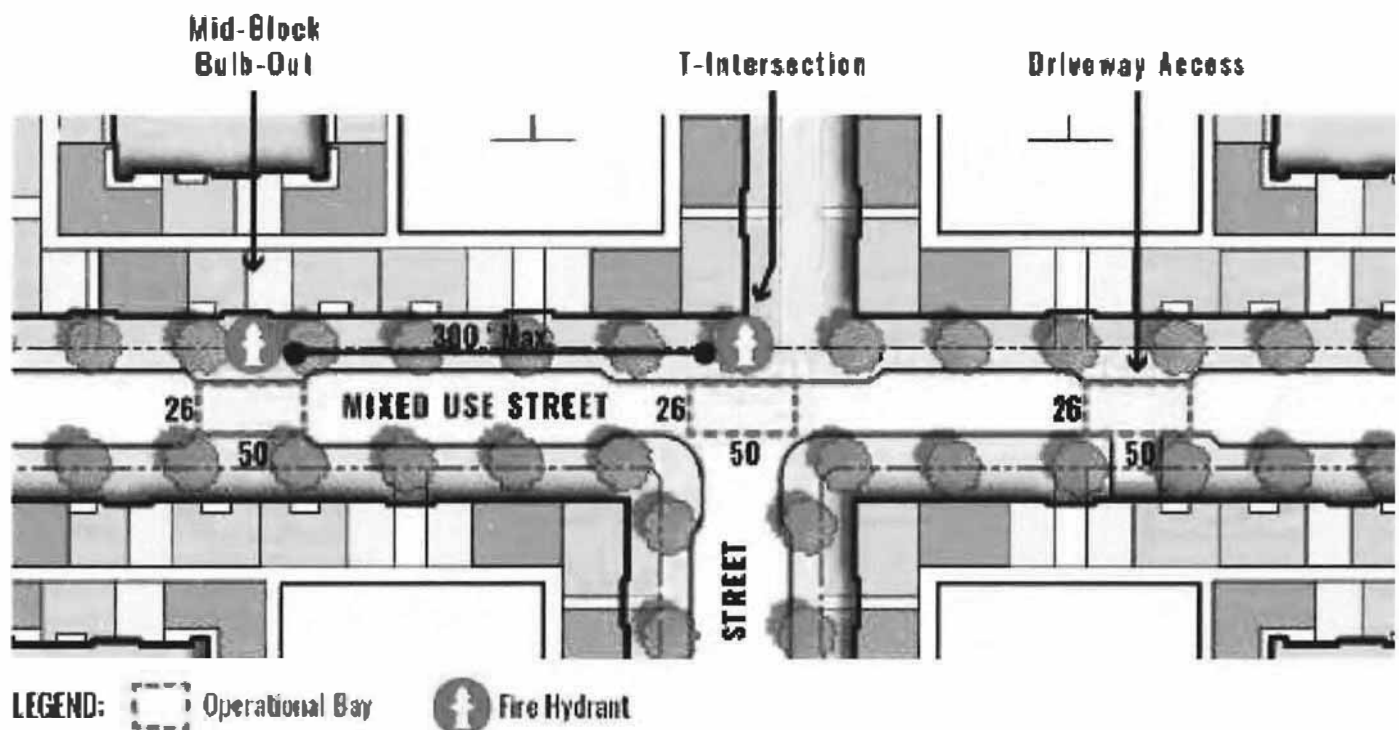 Mid-Block
Bulb-Out
T-Intersection
Driveway Access
300' Max
26
MIXED USE STREET
26
26
50
50
50
STREET
LEGEND:
Operational Bay
Fire Hydrant